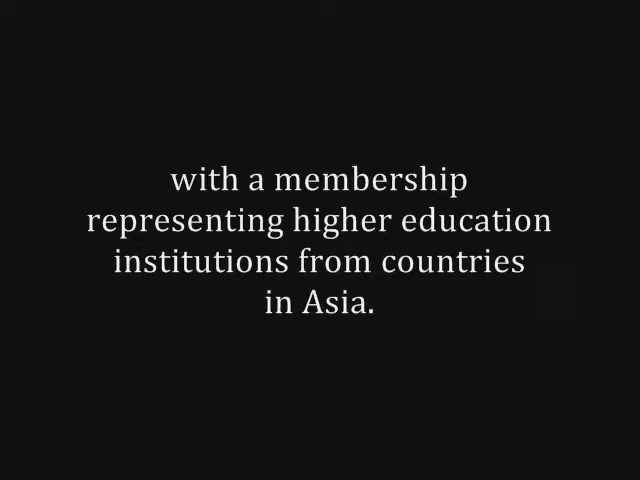 with a membership
representing higher education
institutions from countries
in Asia.